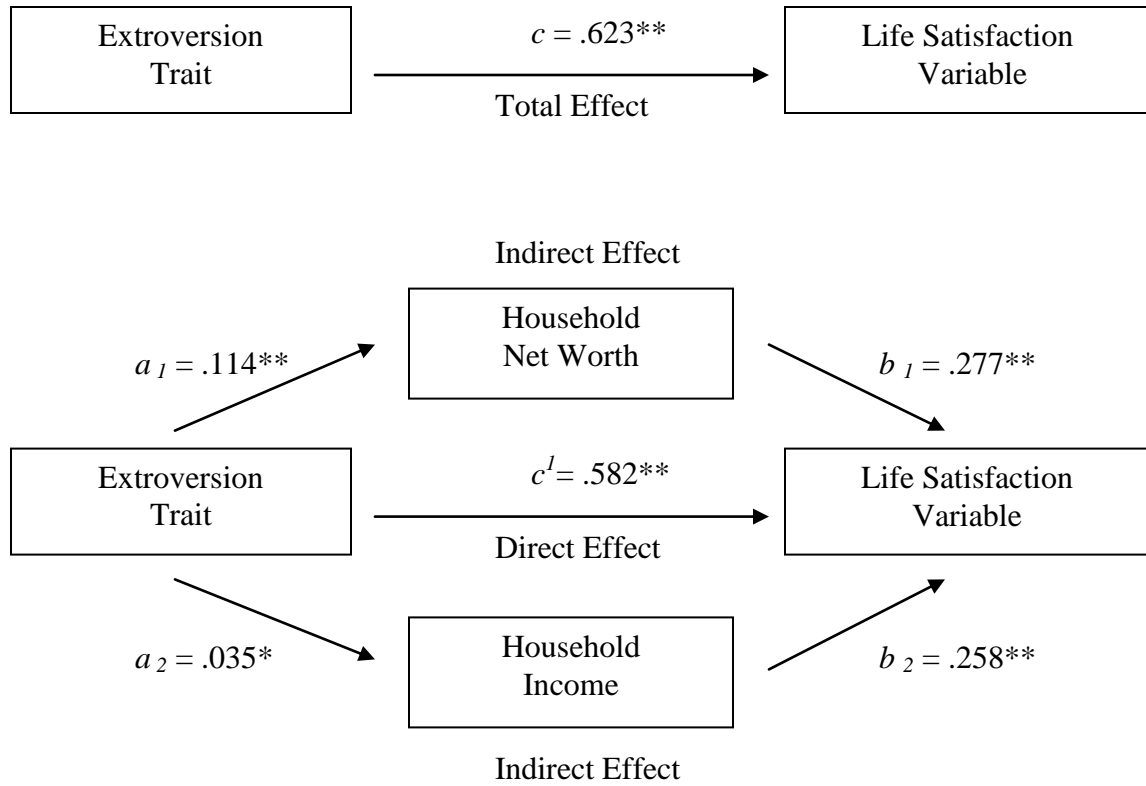 Extroversion
Trait
c = .623**
Total Effect
Life Satisfaction
Variable
Indirect Effect
Household
Net Worth
a 1 = .114**
b 1 = .277**
Extroversion
Trait
c1= .582**
Direct Effect
Life Satisfaction
Variable
a 2 = .035*
Household
Income
b 2 = .258**
Indirect Effect